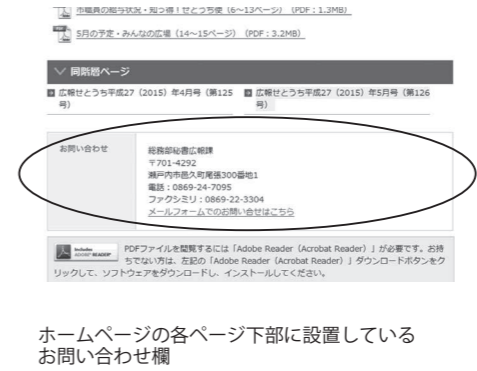 市職員の給与状況・知っ得！せとうち便（6～13ページ）（PDF：1.3MB）
5月の予定・みんなの広場（14～15ページ）（PDF：3.2MB）
同階層ページ
広報せとうち平成27（2015）年4月号（第125号）
広報せとうち平成27（2015）年5月号（第126号）
お問い合わせ
総務部秘書広報課
〒701-4292
瀬戸内市邑久町尾張300番地1
電話：0869-24-7095
ファクシミリ：0869-22-3304
メールフォームでのお問い合せはこちら
PDFファイルを閲覧するには「Adobe Reader（Acrobat Reader）」が必要です。お持
ちでない方は、左記の「Adobe Reader（Acrobat Reader）」ダウンロードボタンをク
リックして、ソフトウェアをダウンロードし、インストールしてください。
ホームページの各ページ下部に設置している
お問い合わせ欄